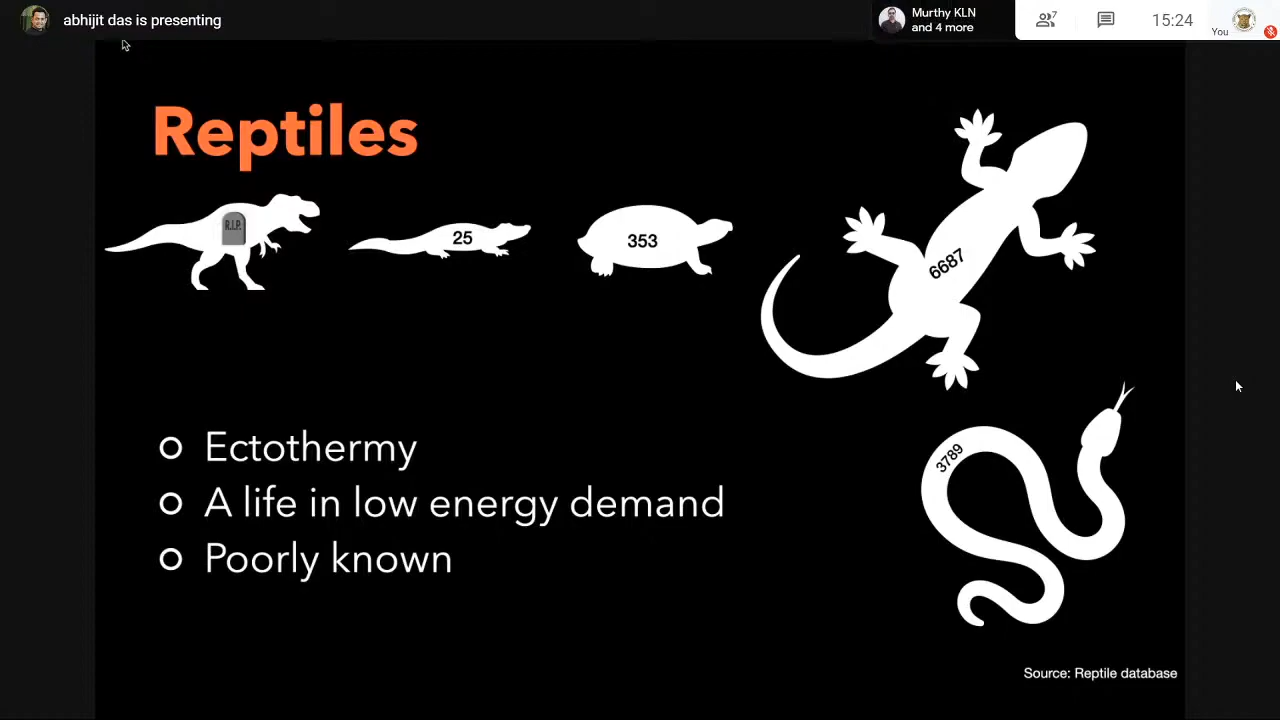 abhijit das is presenting
Murthy KLN
and 4 more
7
15:24
You
Reptiles
R.I.P.
25
353
6687
3789
Ectothermy
A life in low energy demand
Poorly known
Source: Reptile database